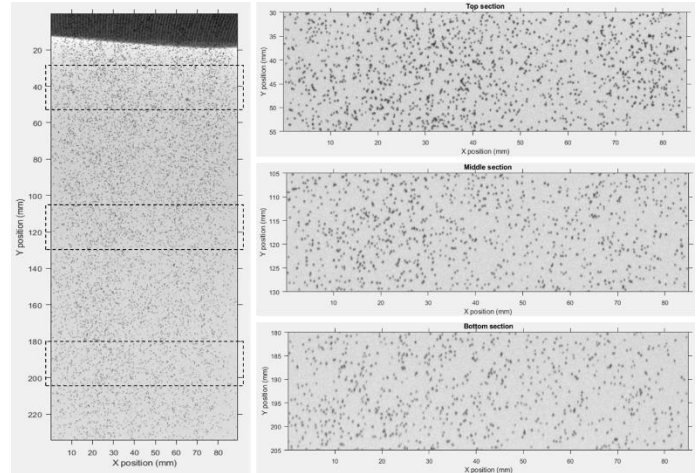 20
40
60
80
100
120
140
160
180
200
220
10 20 30 40 50 60 70 80
X position (mm)
Y position (mm)
Top section
30
35
40
45
50
55
10 20 30 40 50 60 70 80
X position (mm)
Y position (mm)
Middle section
105
110
115
120
125
130
10 20 30 40 50 60 70 80
X position (mm)
Y position (mm)
Bottom section
180
185
190
195
200
205
10 20 30 40 50 60 70 80
X position (mm)
Y position (mm)